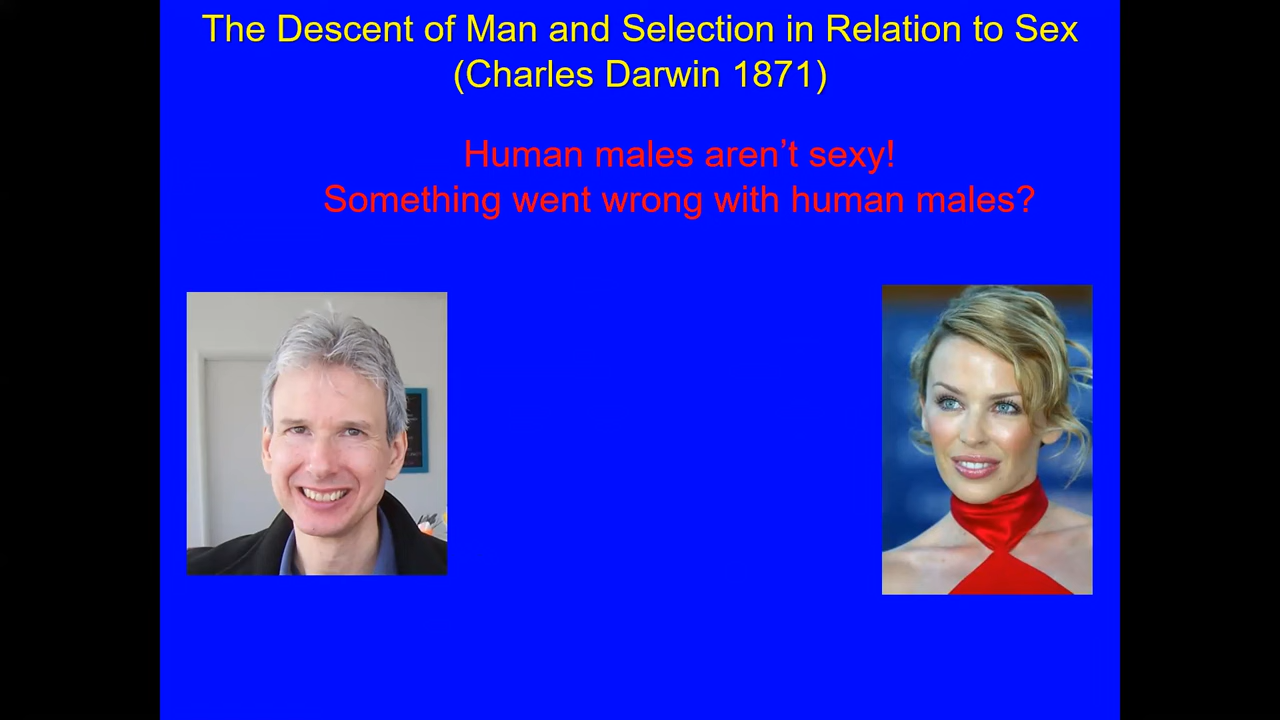 The Descent of Man and Selection in Relation to Sex
(Charles Darwin 1871)
Human males aren’t sexy!
Something went wrong with human males?